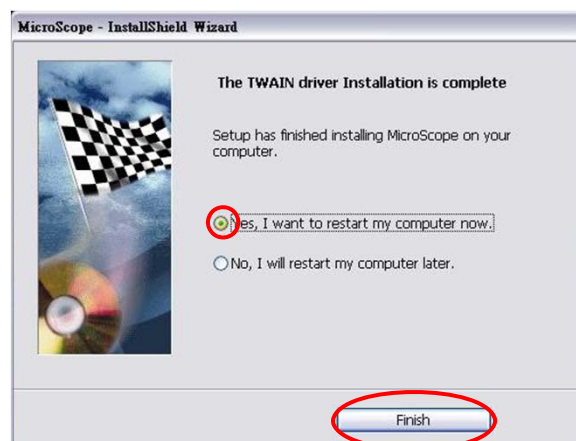 MicroScope - InstallShield Wizard
The TWAIN driver Installation is complete
Setup has finished installing MicroScope on your
computer.
Yes, I want to restart my computer now.
No, I will restart my computer later.
Finish